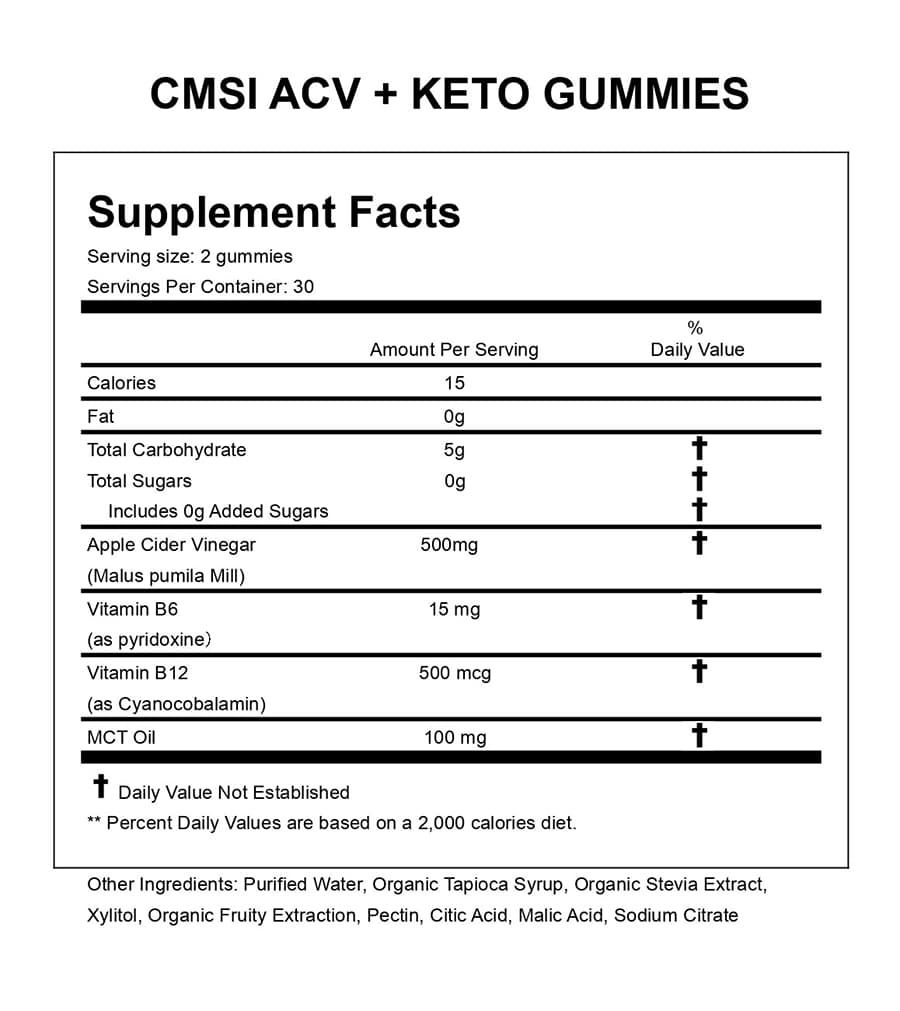 CMSI ACV + KETO GUMMIES
Supplement Facts
Serving size: 2 gummies
Servings Per Container: 30
%
Amount Per Serving Daily Value
Calories 15
Fat 0g
Total Carbohydrate 5g †
Total Sugars 0g †
Includes 0g Added Sugars †
Apple Cider Vinegar 500mg †
(Malus pumila Mill)
Vitamin B6 15 mg †
(as pyridoxine）
Vitamin B12 500 mcg †
(as Cyanocobalamin)
MCT Oil 100 mg †
† Daily Value Not Established
** Percent Daily Values are based on a 2,000 calories diet.
Other Ingredients: Purified Water, Organic Tapioca Syrup, Organic Stevia Extract,
Xylitol, Organic Fruity Extraction, Pectin, Citic Acid, Malic Acid, Sodium Citrate